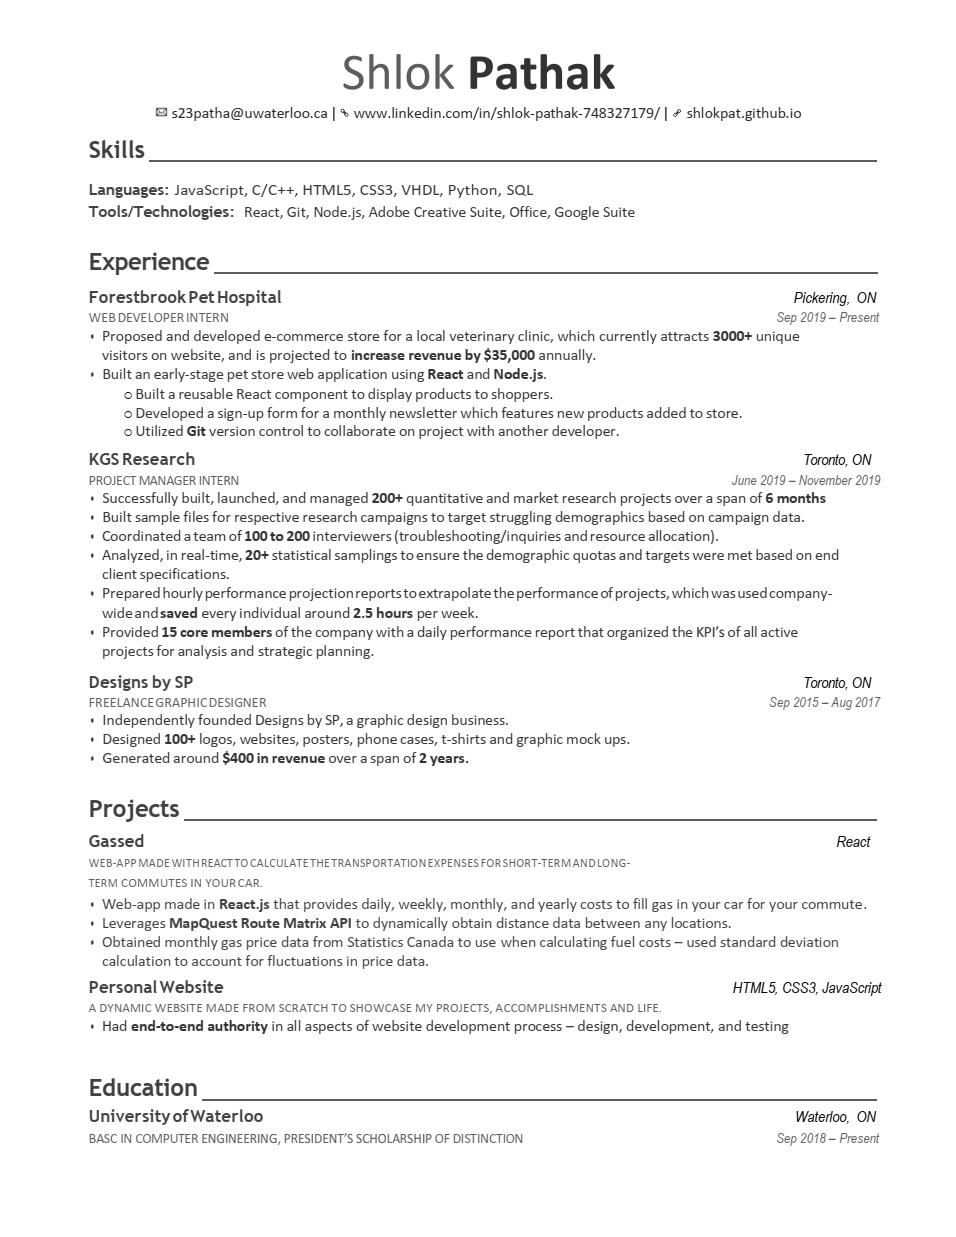 Shlok Pathak
s23patha@uwaterloo.ca | www.linkedin.com/in/shlok-pathak-748327179/ | shlokpat.github.io
Skills
Languages: JavaScript, C/C++, HTML5, CSS3, VHDL, Python, SQL
Tools/Technologies: React, Git, Node.js, Adobe Creative Suite, Office, Google Suite
Experience
Forestbrook Pet Hospital Pickering, ON
WEB DEVELOPER INTERN Sep 2019 – Present
• Proposed and developed e-commerce store for a local veterinary clinic, which currently attracts 3000+ unique
visitors on website, and is projected to increase revenue by $35,000 annually.
• Built an early-stage pet store web application using React and Node.js.
o Built a reusable React component to display products to shoppers.
o Developed a sign-up form for a monthly newsletter which features new products added to store.
o Utilized Git version control to collaborate on project with another developer.
KGS Research Toronto, ON
PROJECT MANAGER INTERN June 2019 – November 2019
• Successfully built, launched, and managed 200+ quantitative and market research projects over a span of 6 months
• Built sample files for respective research campaigns to target struggling demographics based on campaign data.
• Coordinated a team of 100 to 200 interviewers (troubleshooting/inquiries and resource allocation).
• Analyzed, in real-time, 20+ statistical samplings to ensure the demographic quotas and targets were met based on end
client specifications.
• Prepared hourly performance projection reports to extrapolate the performance of projects, which was used company-
wide and saved every individual around 2.5 hours per week.
• Provided 15 core members of the company with a daily performance report that organized the KPI's of all active
projects for analysis and strategic planning.
Designs by SP Toronto, ON
FREELANCE GRAPHIC DESIGNER Sep 2015 – Aug 2017
• Independently founded Designs by SP, a graphic design business.
• Designed 100+ logos, websites, posters, phone cases, t-shirts and graphic mock ups.
• Generated around $400 in revenue over a span of 2 years.
Projects
Gassed React
WEB-APP MADE WITH REACT TO CALCULATE THE TRANSPORTATION EXPENSES FOR SHORT-TERM AND LONG-
TERM COMMUTES IN YOUR CAR.
• Web-app made in React.js that provides daily, weekly, monthly, and yearly costs to fill gas in your car for your commute.
• Leverages MapQuest Route Matrix API to dynamically obtain distance data between any locations.
• Obtained monthly gas price data from Statistics Canada to use when calculating fuel costs – used standard deviation
calculation to account for fluctuations in price data.
Personal Website HTML5, CSS3, JavaScript
A DYNAMIC WEBSITE MADE FROM SCRATCH TO SHOWCASE MY PROJECTS, ACCOMPLISHMENTS AND LIFE.
• Had end-to-end authority in all aspects of website development process – design, development, and testing
Education
University of Waterloo Waterloo, ON
BASC IN COMPUTER ENGINEERING, PRESIDENT'S SCHOLARSHIP OF DISTINCTION Sep 2018 – Present